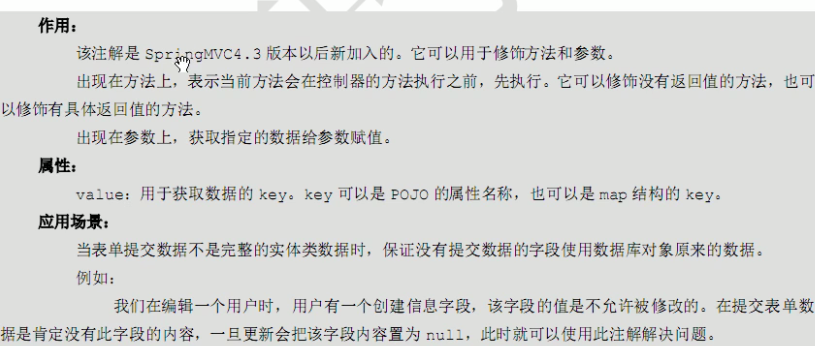 作用：
该注解是 SpringMVC4.3 版本以后新加入的。它可以用于修饰方法和参数。
出现在方法上，表示当前方法会在控制器的方法执行之前，先执行。它可以修饰没有返回值的方法，也可
以修饰有具体返回值的方法。
出现在参数上，获取指定的数据给参数赋值。
属性：
value：用于获取数据的 key。key 可以是 POJO 的属性名称，也可以是 map 结构的 key。
应用场景：
当表单提交数据不是完整的实体类数据时，保证没有提交数据的字段使用数据库对象原来的数据。
例如：
我们在编辑一个用户时，用户有一个创建信息字段，该字段的值是不允许被修改的。在提交表单数
据是肯定没有此字段的内容，一旦更新会把该字段内容置为 null，此时就可以使用此注解解决问题。